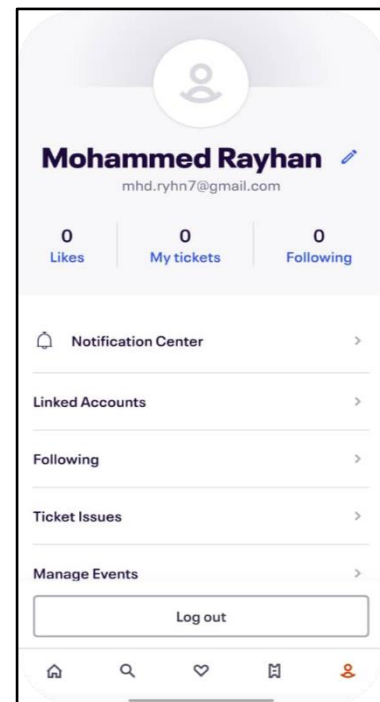 Mohammed Rayhan
mhd.ryhn7@gmail.com
0 0 0
Likes My tickets Following
Notification Center
Linked Accounts
Following
Ticket Issues
Manage Events
Log out